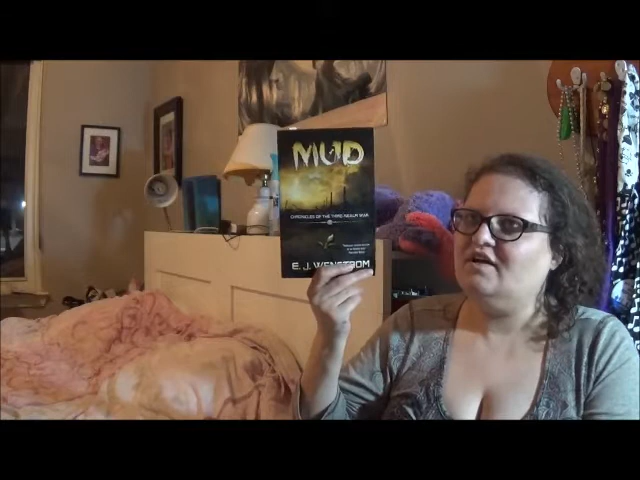 MUD
CHRONICLES OF THE THIRD REALM WAR
E. J. WENSTROM